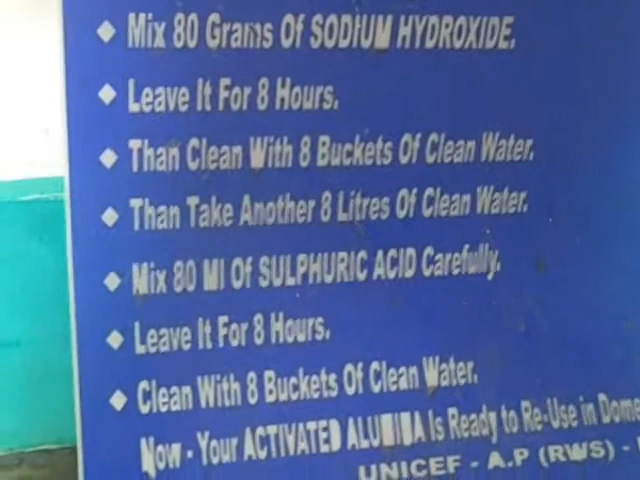 Mix 80 Grams Of SODIUM HYDROXIDE.
Leave It For 8 Hours.
Than Clean With 8 Buckets Of Clean Water.
Than Take Another 8 Litres Of Clean Water.
Mix 80 Ml Of SULPHURIC ACID Carefully.
Leave It For 8 Hours.
Clean With 8 Buckets Of Clean Water.
Now - Your ACTIVATED ALUMINA Is Ready to Re-Use in
UNICEF - A.P (RWS) -